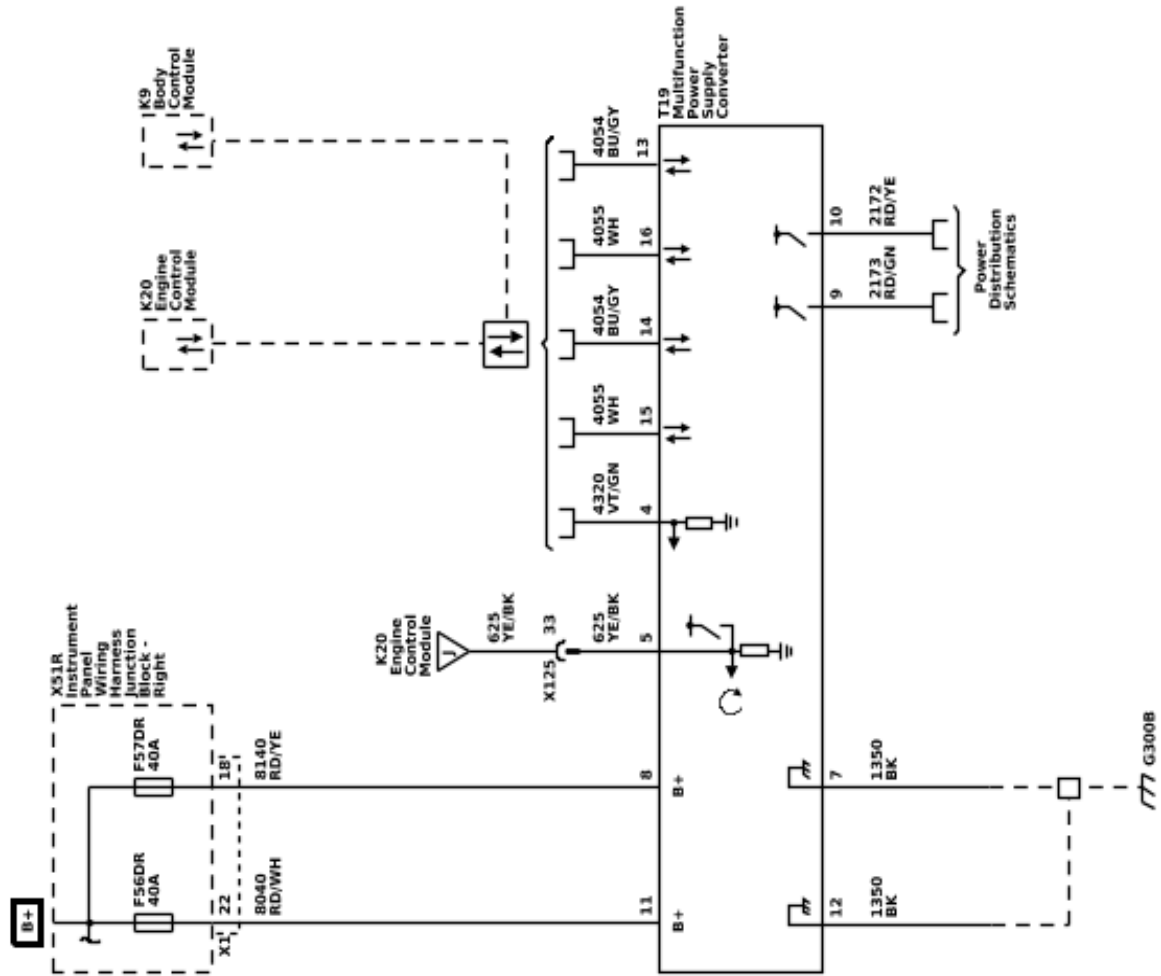 B+
X51R
Instrument
Panel
Wiring
Harness
Junction
Block -
Right
F56DR
40A
F57DR
40A
X1
22
18
8040
RD/WH
8140
RD/YE
K20
Engine
Control
Module
J
625
YE/BK
X125
33
625
YE/BK
K20
Engine
Control
Module
K9
Body
Control
Module
4320
VT/GN
4055
WH
4054
BU/GY
4055
WH
4054
BU/GY
11
8
5
4
15
14
16
13
T19
Multifunction
Power
Supply
Converter
B+
B+
12
7
9
10
1350
BK
1350
BK
2173
RD/GN
2172
RD/YE
Power
Distribution
Schematics
G300B